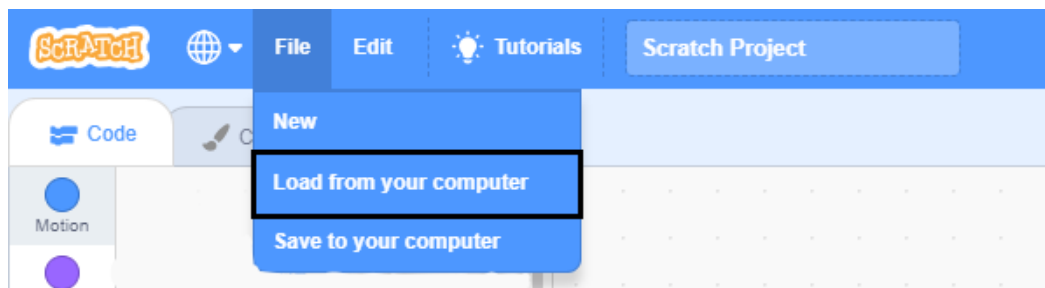 SCRATCH File Edit Tutorials Scratch Project
Code C
New
Load from your computer
Save to your computer
Motion